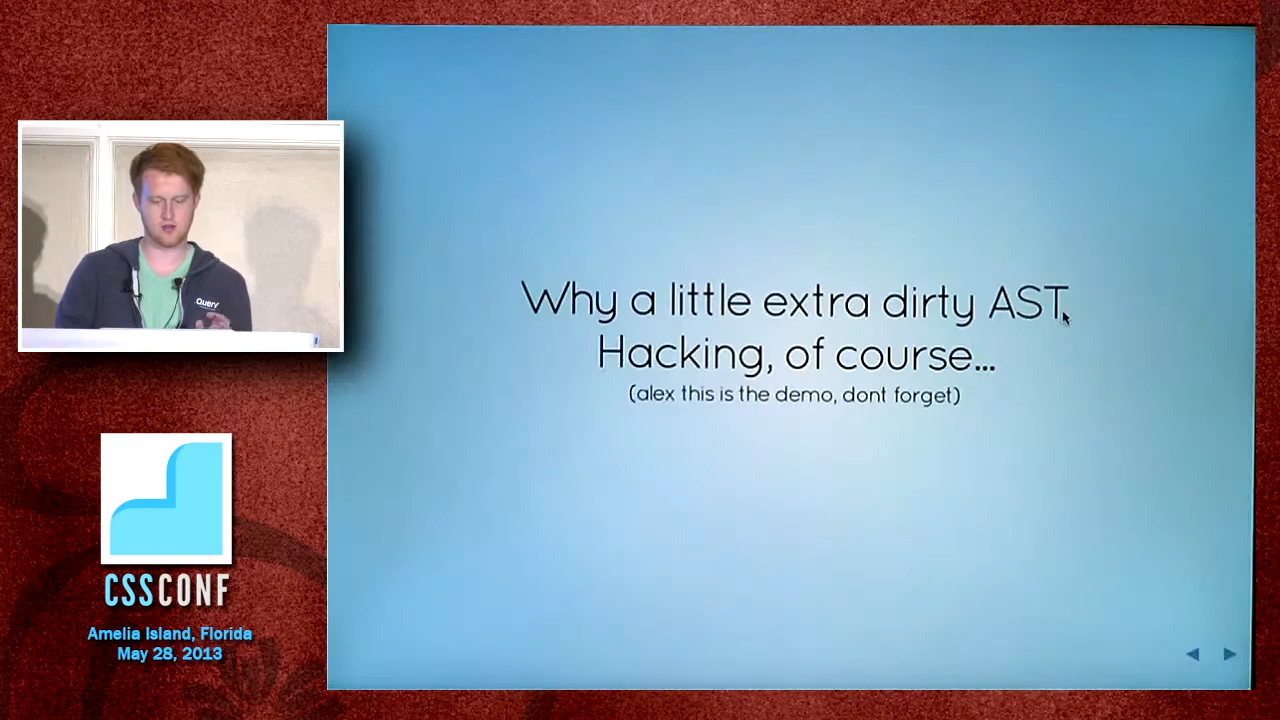 Why a little extra dirty AST
Hacking, of course...
(alex this is the demo, dont forget)
Query
CSSCONF
Amelia Island, Florida
May 28, 2013